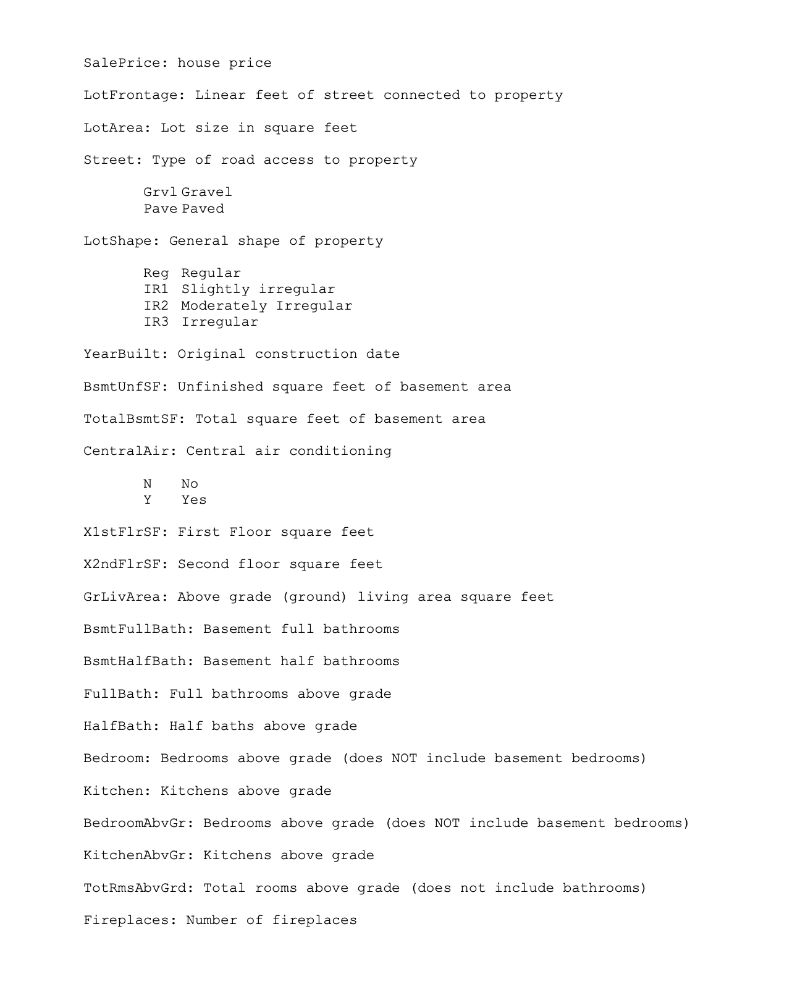 SalePrice: house price
LotFrontage: Linear feet of street connected to property
LotArea: Lot size in square feet
Street: Type of road access to property
Grvl Gravel
Pave Paved
LotShape: General shape of property
Reg Regular
IR1 Slightly irregular
IR2 Moderately Irregular
IR3 Irregular
YearBuilt: Original construction date
BsmtUnfSF: Unfinished square feet of basement area
TotalBsmtSF: Total square feet of basement area
CentralAir: Central air conditioning
N No
Y Yes
X1stFlrSF: First Floor square feet
X2ndFlrSF: Second floor square feet
GrLivArea: Above grade (ground) living area square feet
BsmtFullBath: Basement full bathrooms
BsmtHalfBath: Basement half bathrooms
FullBath: Full bathrooms above grade
HalfBath: Half baths above grade
Bedroom: Bedrooms above grade (does NOT include basement bedrooms)
Kitchen: Kitchens above grade
BedroomAbvGr: Bedrooms above grade (does NOT include basement bedrooms)
KitchenAbvGr: Kitchens above grade
TotRmsAbvGrd: Total rooms above grade (does not include bathrooms)
Fireplaces: Number of fireplaces